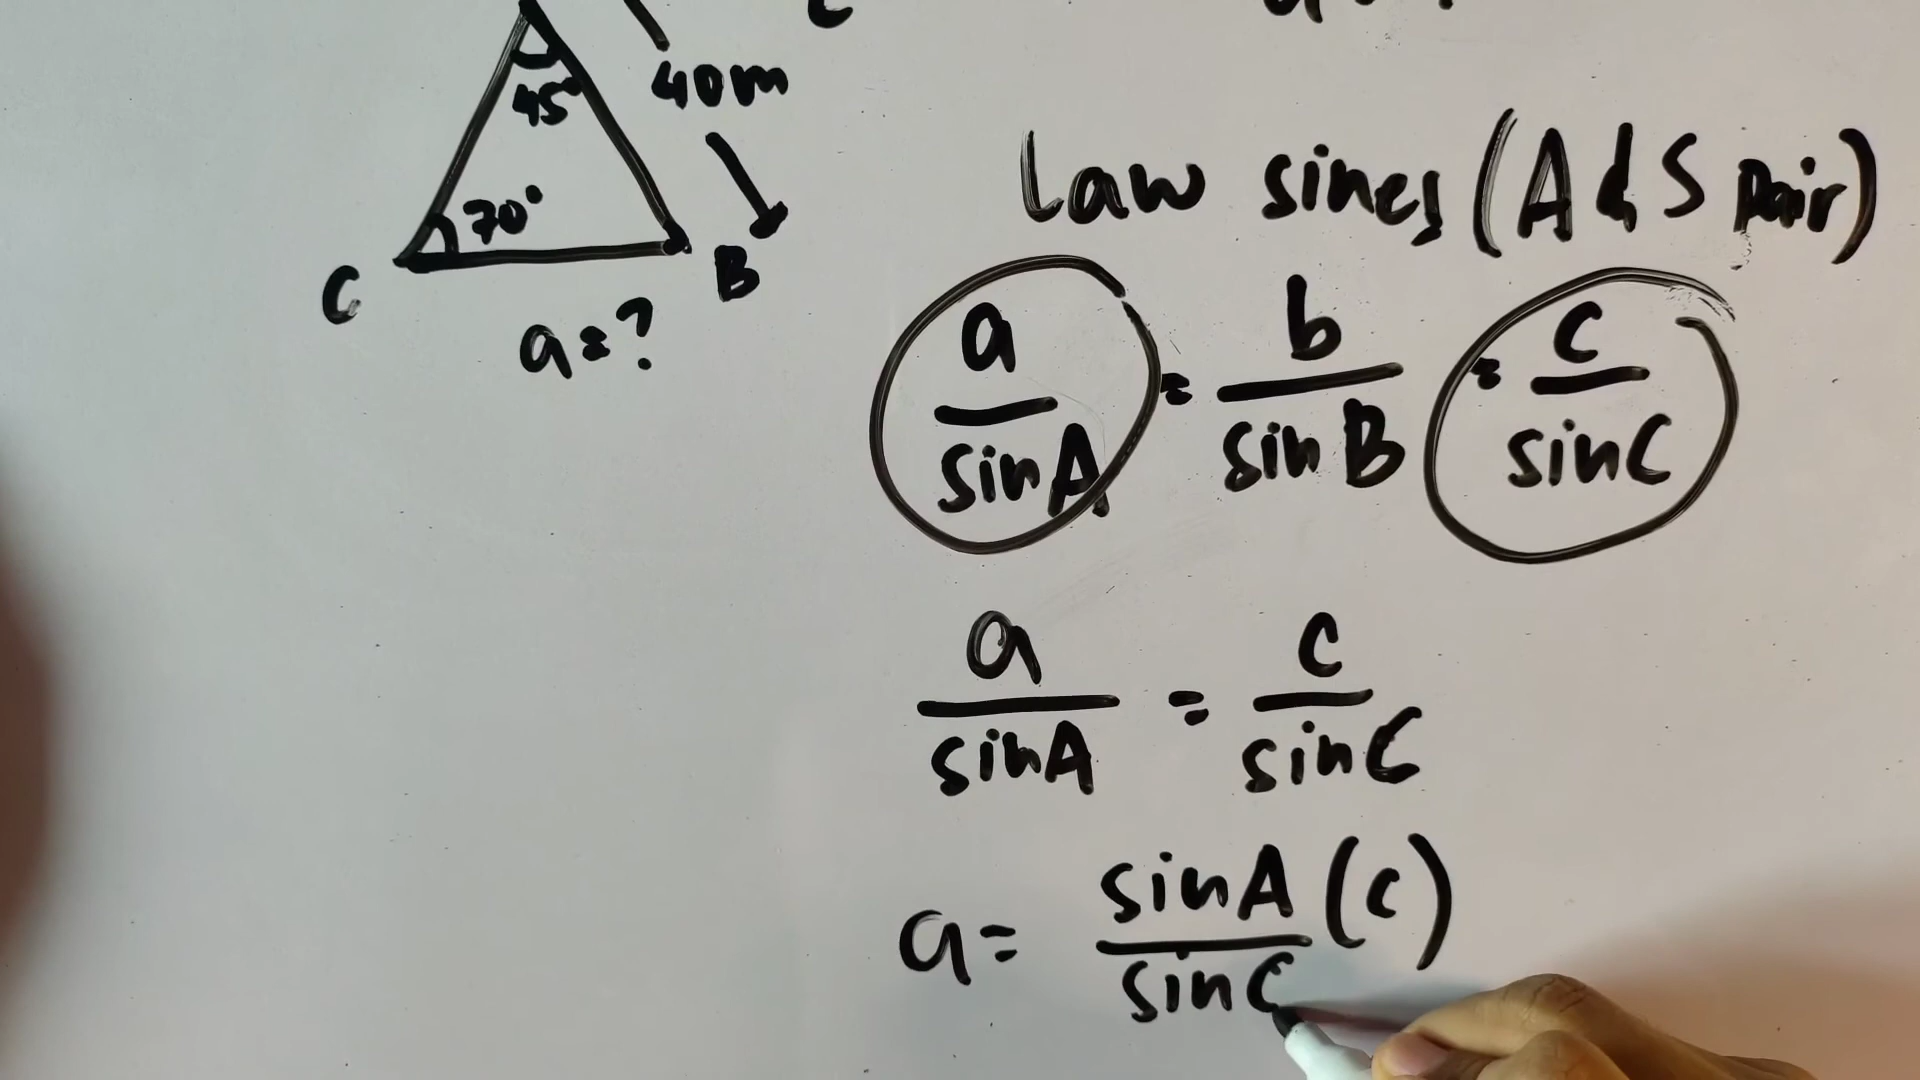 45°
40m
70°
C
B
a=?
Law sines (A & S pair)
a/sinA = b/sinB = c/sinC
a/sinA = c/sinC
a= sinA/sinC (c)